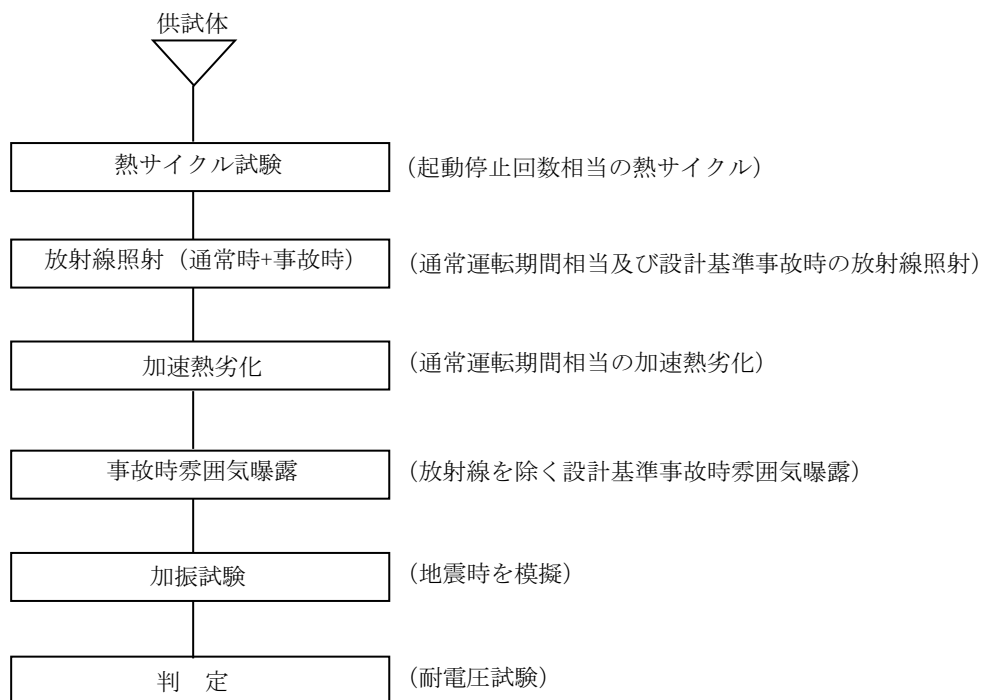 供試体
熱サイクル試験 (起動停止回数相当の熱サイクル)
放射線照射（通常時+事故時） (通常運転期間相当及び設計基準事故時の放射線照射)
加速熱劣化 (通常運転期間相当の加速熱劣化)
事故時雰囲気曝露 (放射線を除く設計基準事故時雰囲気曝露)
加振試験 (地震時を模擬)
判　定 (耐電圧試験)